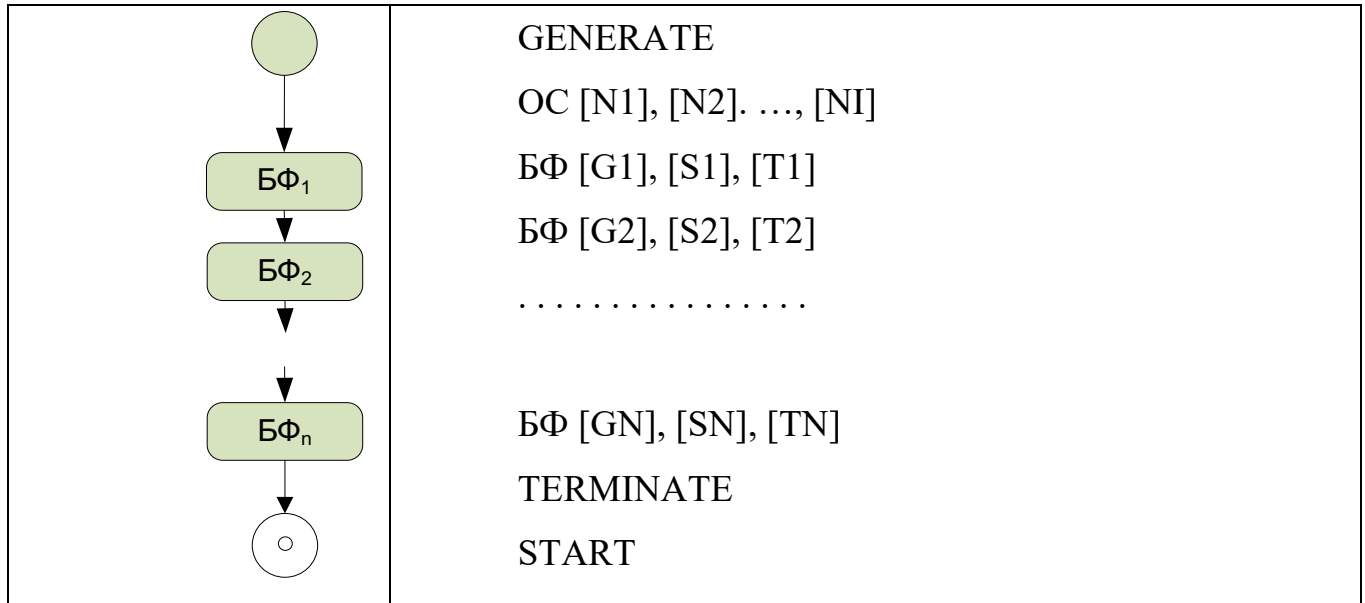 БФ₁
БФ₂
БФₙ
GENERATE
ОС [N1], [N2]. …, [NI]
БФ [G1], [S1], [T1]
БФ [G2], [S2], [T2]
. . . . . . . . . . . . . . . .
БФ [GN], [SN], [TN]
TERMINATE
START